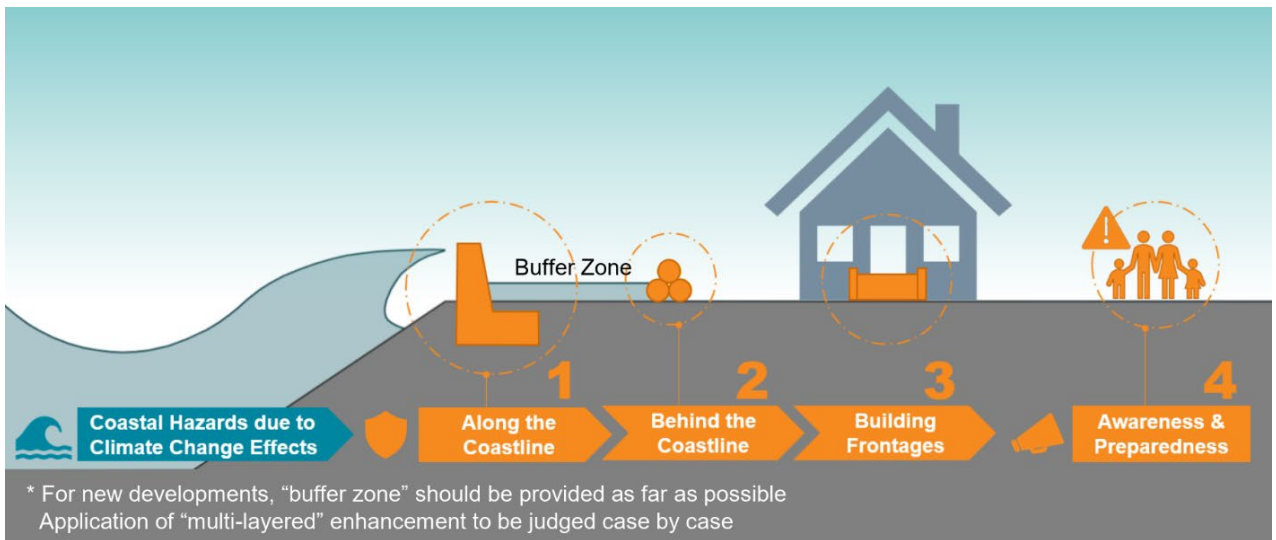 Buffer Zone
1
2
3
4
Coastal Hazards due to
Climate Change Effects
Along the
Coastline
Behind the
Coastline
Building
Frontages
Awareness &
Preparedness
* For new developments, “buffer zone” should be provided as far as possible
Application of “multi-layered” enhancement to be judged case by case